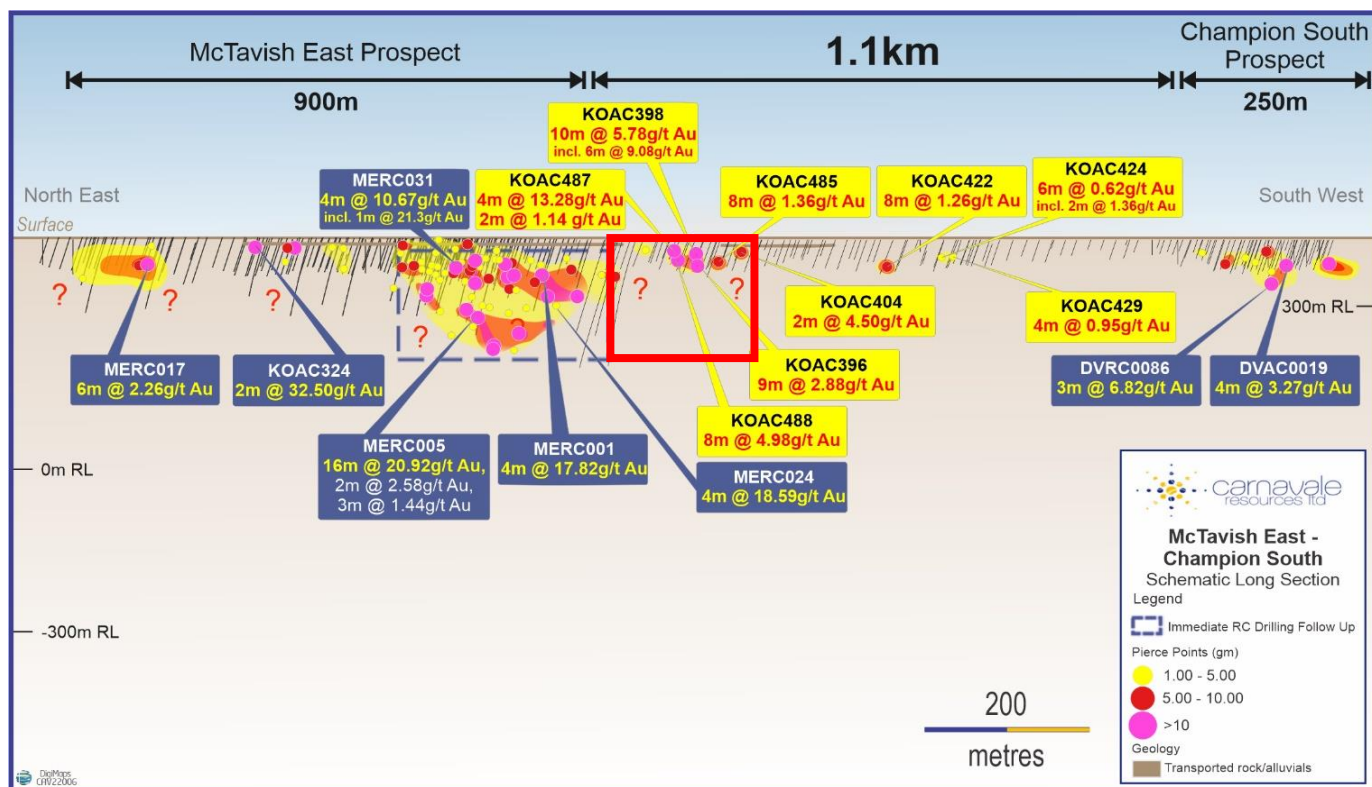 McTavish East Prospect
1.1km
Champion South
Prospect
900m
250m
KOAC398
10m @ 5.78g/t Au
incl. 6m @ 9.08g/t Au
MERC031
4m @ 10.67g/t Au
incl. 1m @ 21.3g/t Au
KOAC487
4m @ 13.28g/t Au
2m @ 1.14 g/t Au
KOAC485
8m @ 1.36g/t Au
KOAC422
8m @ 1.26g/t Au
KOAC424
6m @ 0.62g/t Au
incl. 2m @ 1.36g/t Au
North East
South West
Surface
?
?
?
?
?
?
300m RL
KOAC404
2m @ 4.50g/t Au
KOAC429
4m @ 0.95g/t Au
MERC017
6m @ 2.26g/t Au
KOAC324
2m @ 32.50g/t Au
KOAC396
9m @ 2.88g/t Au
DVRC0086
3m @ 6.82g/t Au
DVAC0019
4m @ 3.27g/t Au
KOAC488
8m @ 4.98g/t Au
MERC005
16m @ 20.92g/t Au,
2m @ 2.58g/t Au,
3m @ 1.44g/t Au
MERC001
4m @ 17.82g/t Au
MERC024
4m @ 18.59g/t Au
0m RL
-300m RL
carnavale
resources ltd
McTavish East -
Champion South
Schematic Long Section
Legend
Immediate RC Drilling Follow Up
Pierce Points (gm)
1.00 - 5.00
5.00 - 10.00
>10
Geology
Transported rock/alluvials
200
metres
DigiMaps
CAV22006